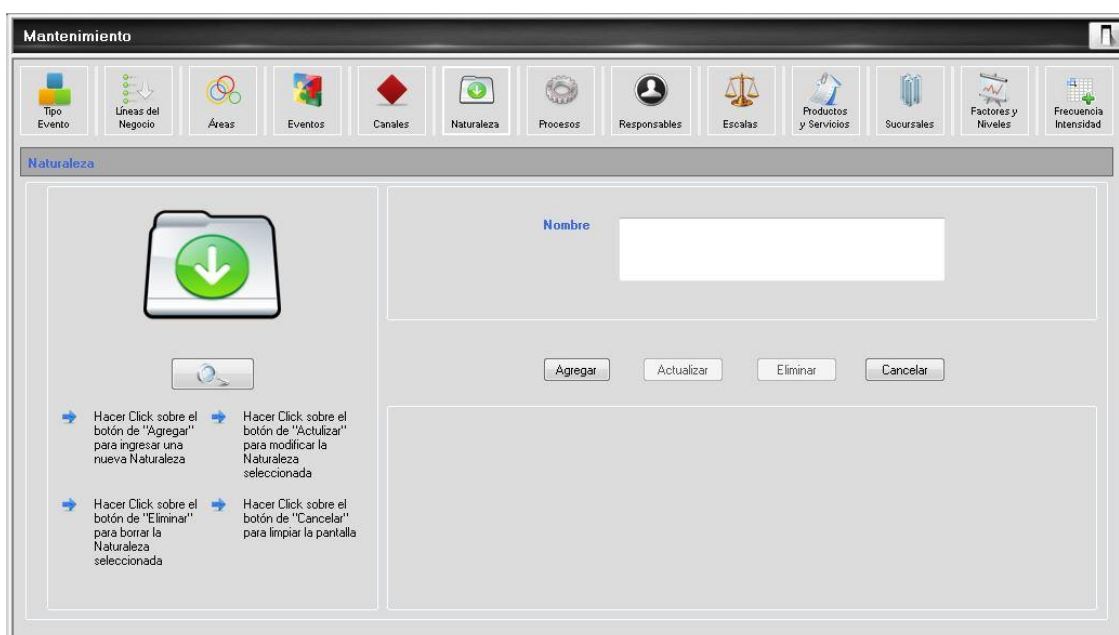 Mantenimiento
Tipo
Evento
Líneas del
Negocio
Áreas
Eventos
Canales
Naturaleza
Procesos
Responsables
Escalas
Productos
y Servicios
Sucursales
Factores y
Niveles
Frecuencia
Intensidad
Naturaleza
Nombre
Agregar
Actualizar
Eliminar
Cancelar
Hacer Click sobre el
botón de "Agregar"
para ingresar una
nueva Naturaleza
Hacer Click sobre el
botón de "Actulizar"
para modificar la
Naturaleza
seleccionada
Hacer Click sobre el
botón de "Eliminar"
para borrar la
Naturaleza
seleccionada
Hacer Click sobre el
botón de "Cancelar"
para limpiar la pantalla